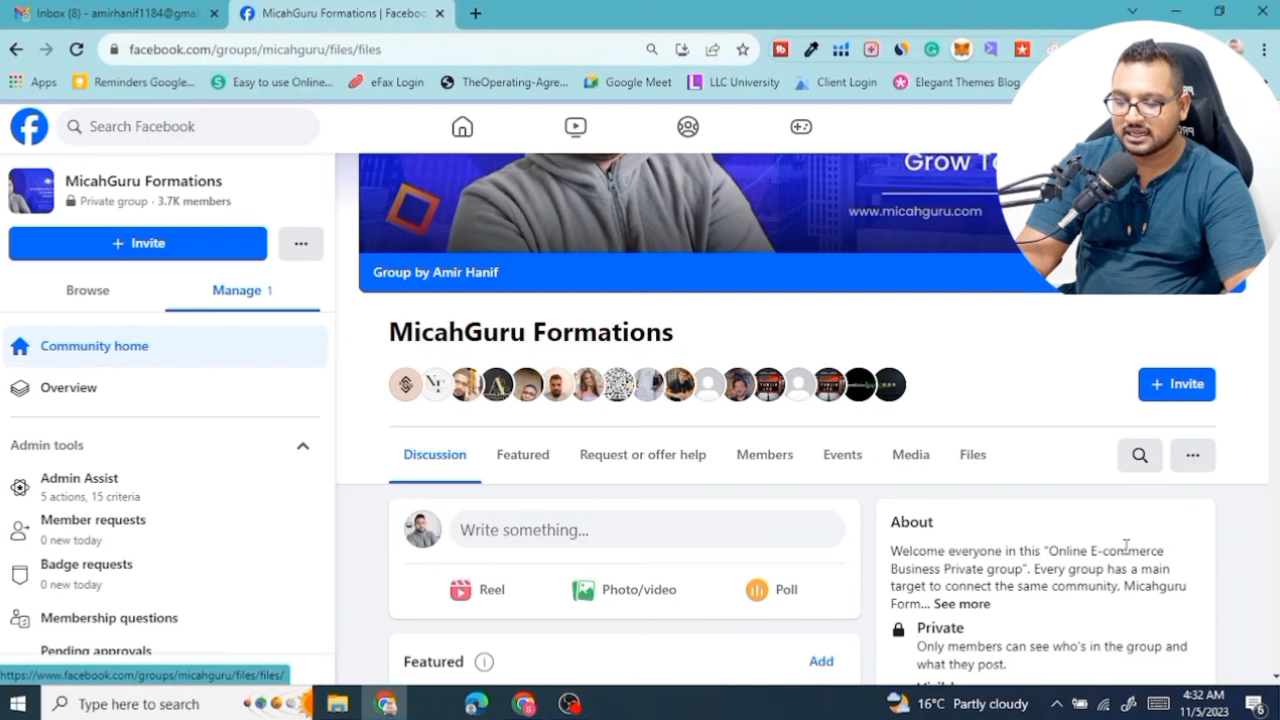 Inbox (8) - amirhanif1184@gmai
MicahGuru Formations | Faceboo
facebook.com/groups/micahguru/files/files
Apps
Reminders Google...
Easy to use Online...
eFax Login
TheOperating-Agre...
Google Meet
LLC University
Client Login
Elegant Themes Blog
Search Facebook
MicahGuru Formations
Private group · 3.7K members
+ Invite
Browse
Manage 1
Community home
Overview
Admin tools
Admin Assist
5 actions, 15 criteria
Member requests
0 new today
Badge requests
0 new today
Membership questions
Pending approvals
https://www.facebook.com/groups/micahguru/files/files/
Grow
www.micahguru.com
Group by Amir Hanif
MicahGuru Formations
+ Invite
Discussion
Featured
Request or offer help
Members
Events
Media
Files
Write something...
Reel
Photo/video
Poll
Featured
Add
About
Welcome everyone in this "Online E-commerce
Business Private group". Every group has a main
target to connect the same community. Micahguru
Form... See more
Private
Only members can see who's in the group and
what they post.
Type here to search
16°C Partly cloudy
4:32 AM
11/5/2023
6